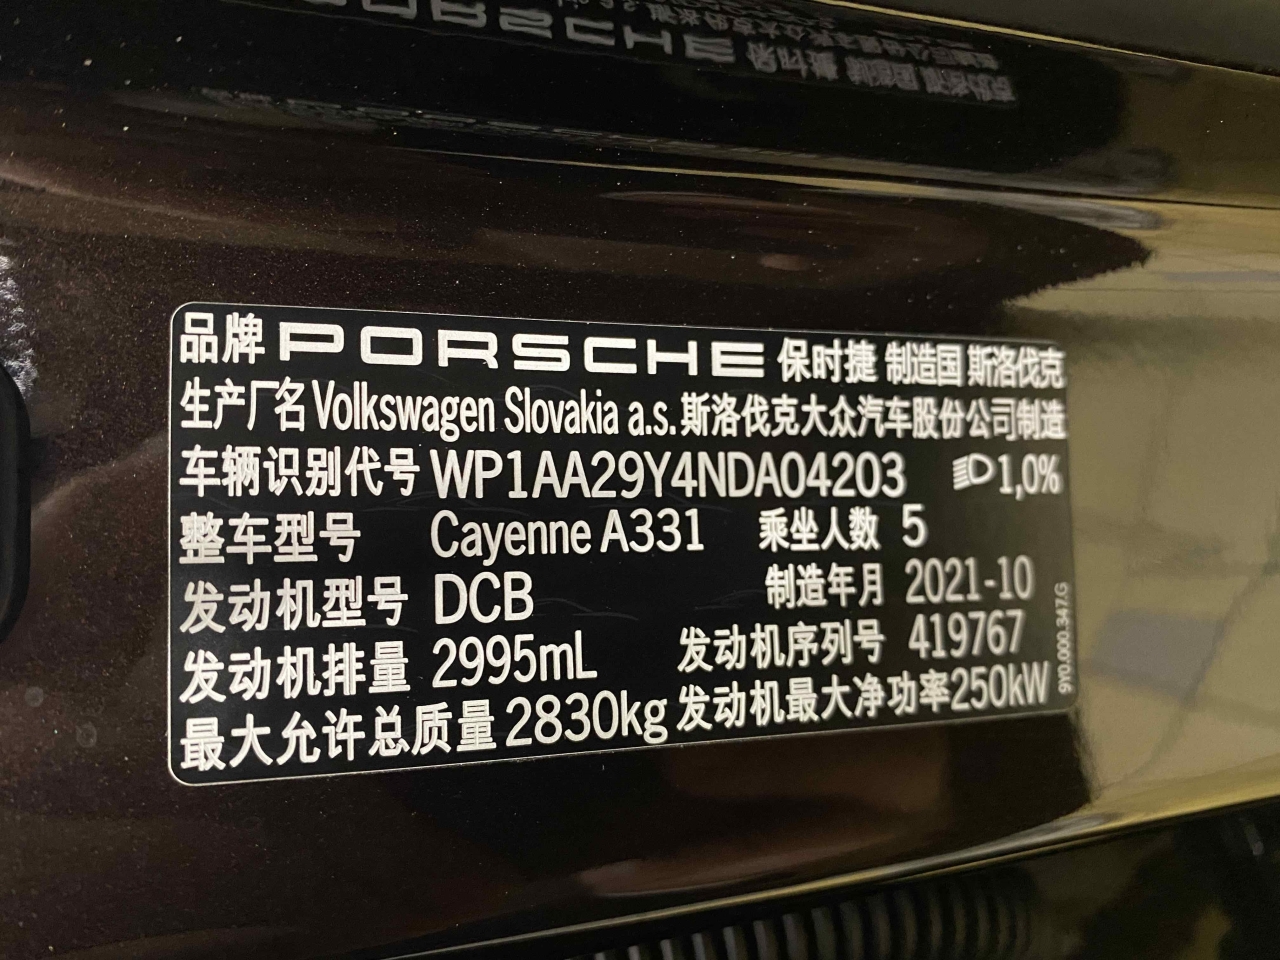 品牌 PORSCHE 保时捷 制造国 斯洛伐克
生产厂名 Volkswagen Slovakia a.s. 斯洛伐克大众汽车股份公司制造
车辆识别代号 WP1AA29Y4NDA04203 1,0%
整车型号 Cayenne A331 乘坐人数 5
发动机型号 DCB 制造年月 2021-10
发动机排量 2995mL 发动机序列号 419767
最大允许总质量 2830kg 发动机最大净功率 250kW
9Y0.000.347.G